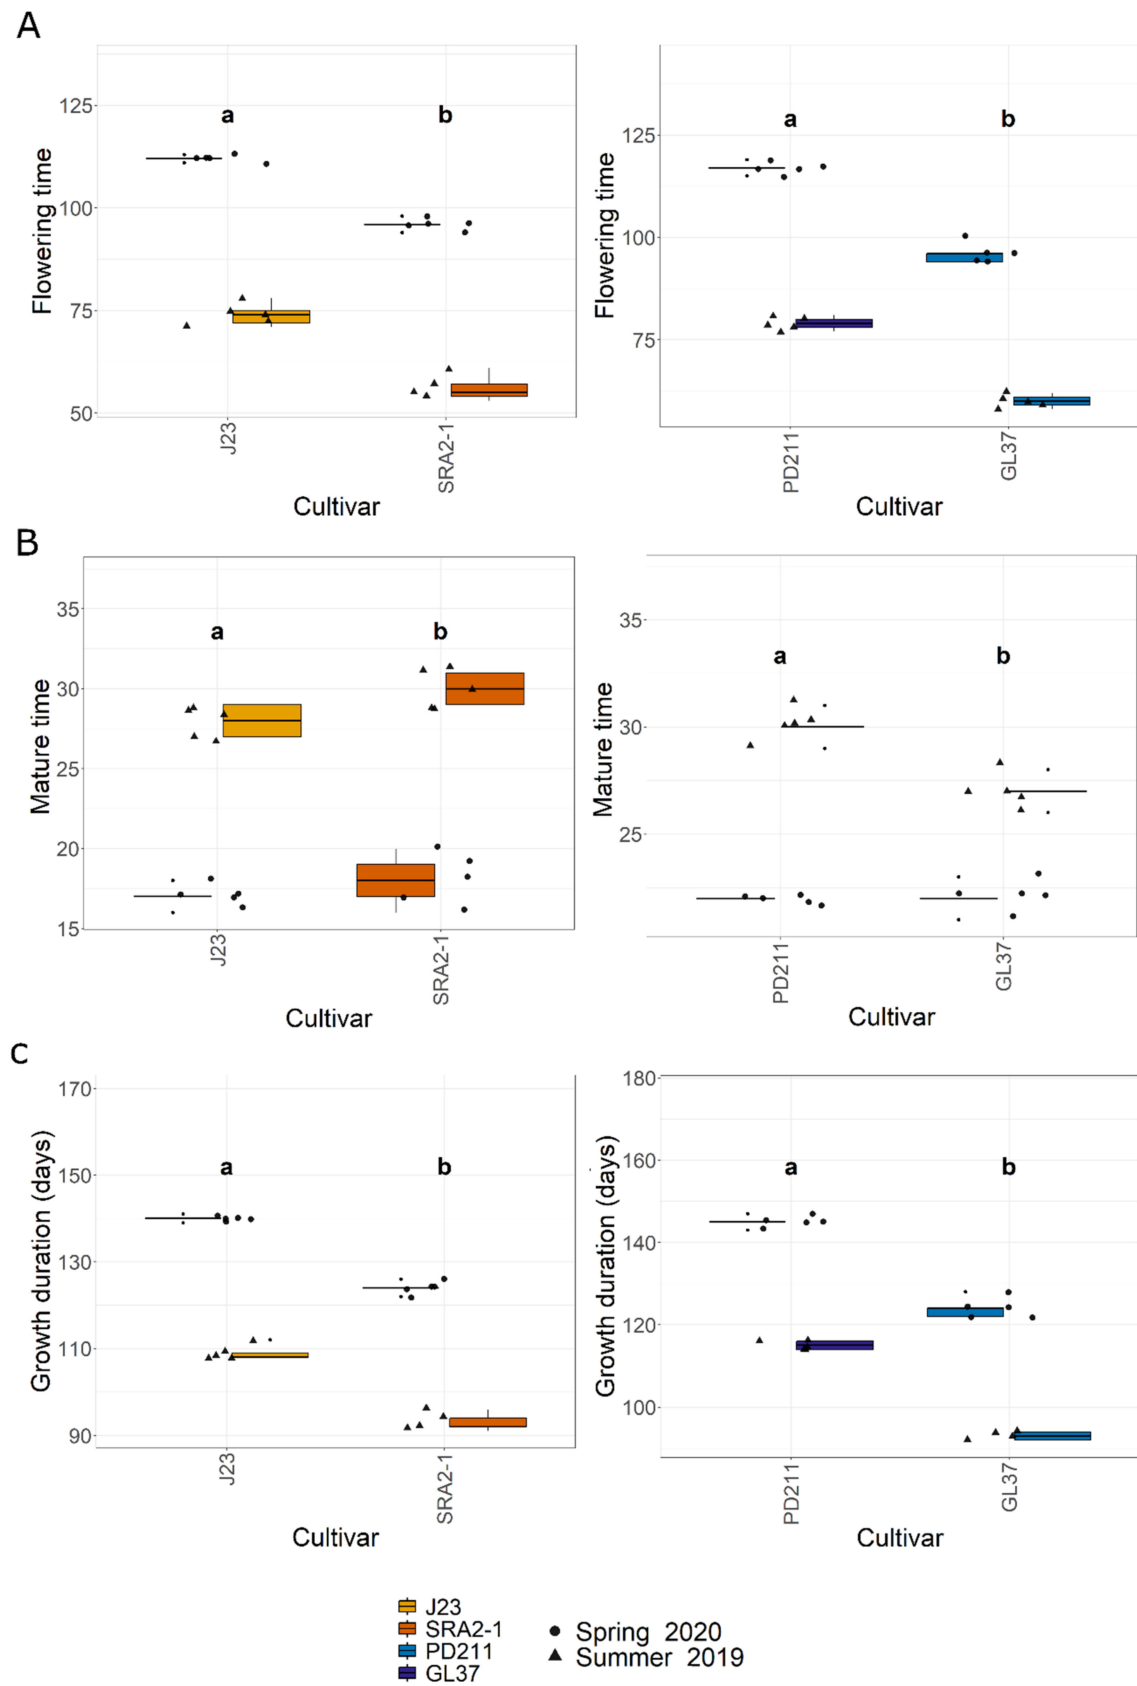 A
a b
a b
125
100
75
50
125
100
75
Flowering time
Flowering time
J23
SRA2-1
PD211
GL37
Cultivar
Cultivar
B
a b
a b
35
30
25
20
15
35
30
25
Mature time
Mature time
J23
SRA2-1
PD211
GL37
Cultivar
Cultivar
C
a b
a b
170
150
130
110
90
180
160
140
120
100
Growth duration (days)
Growth duration (days)
J23
SRA2-1
PD211
GL37
Cultivar
Cultivar
J23
SRA2-1
PD211
GL37
Spring 2020
Summer 2019